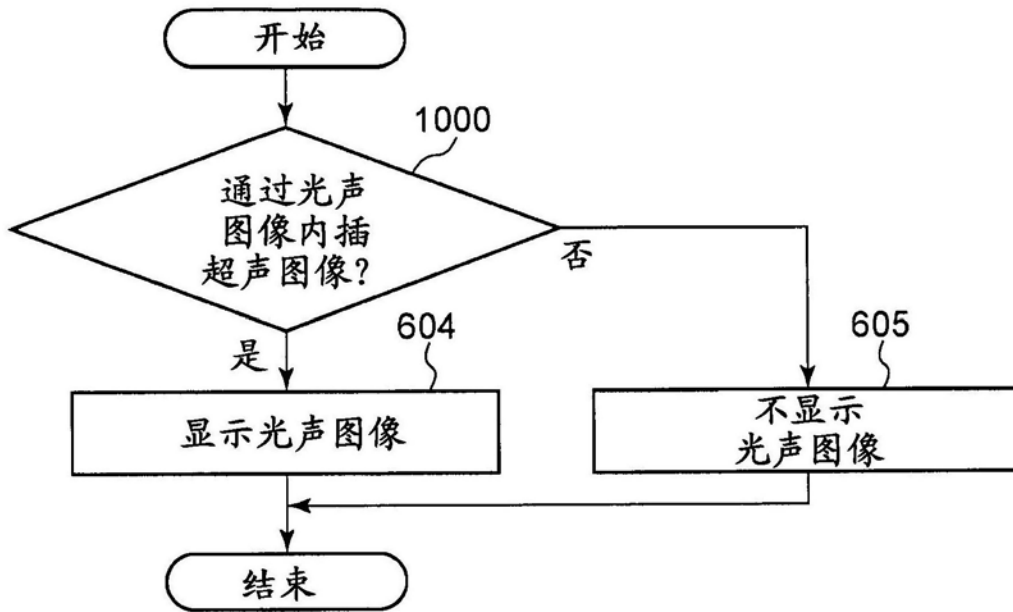 开始
1000
通过光声
图像内插
超声图像?
否
是
604
605
显示光声图像
不显示
光声图像
结束